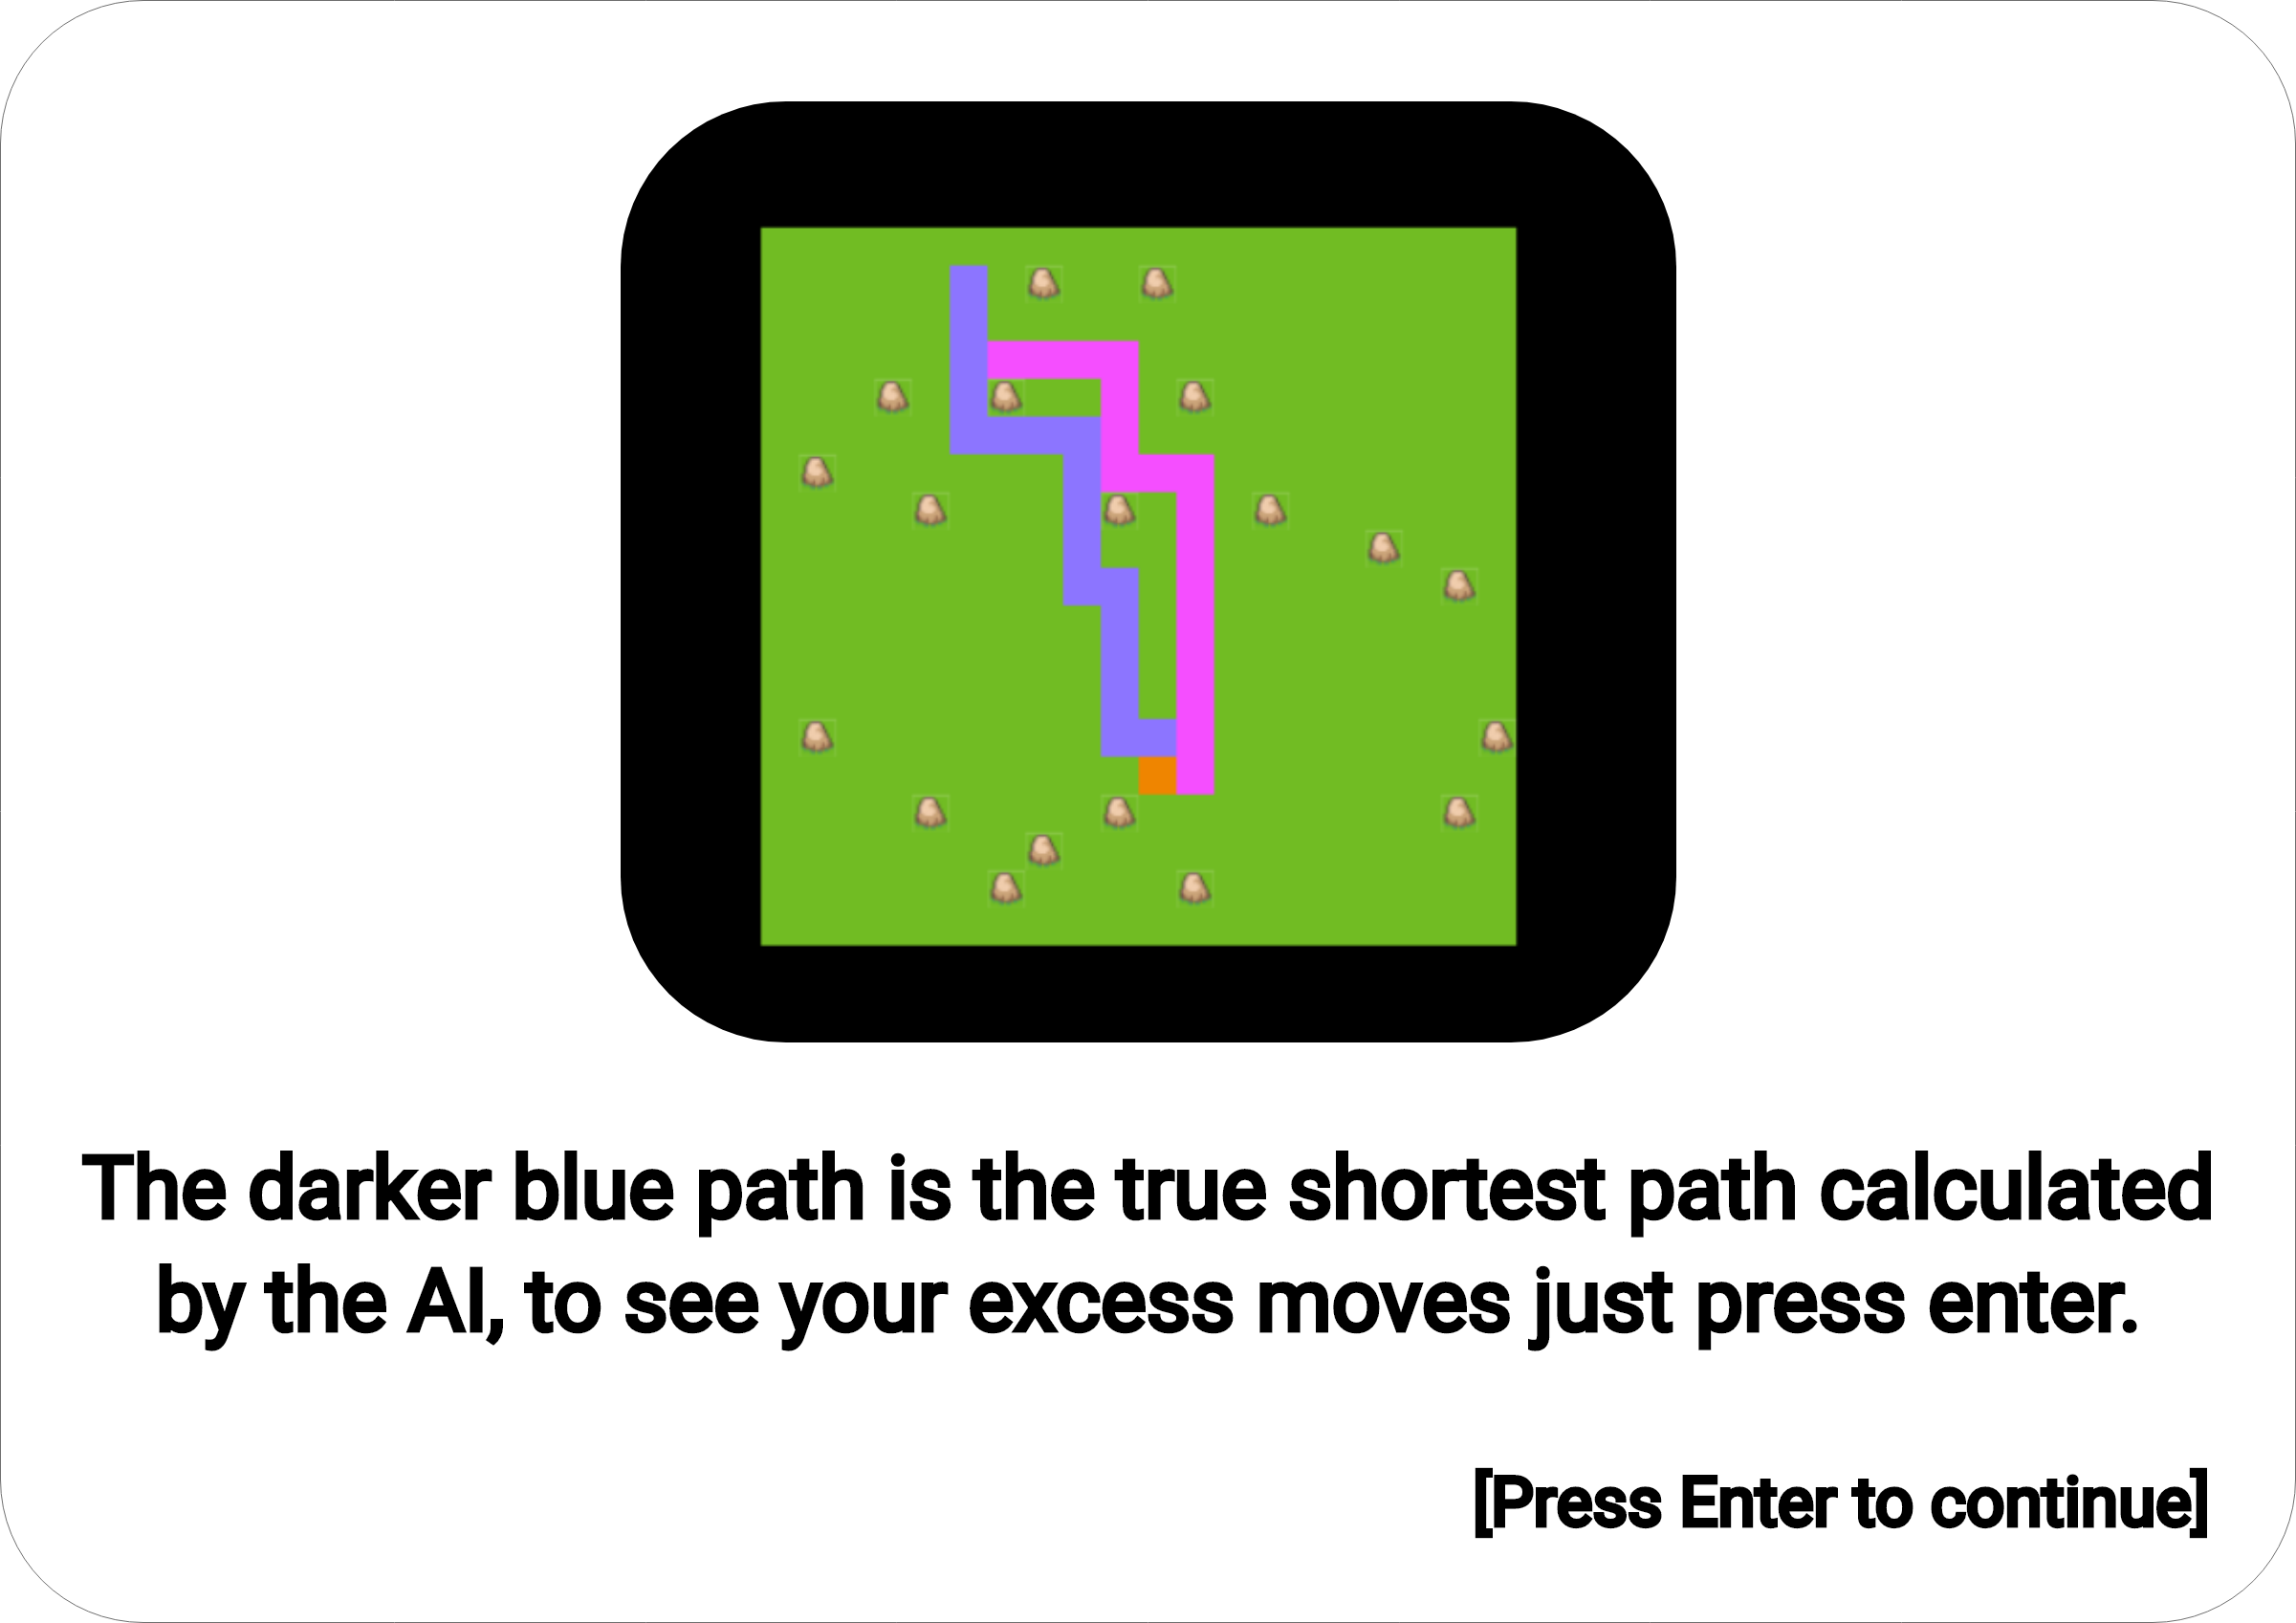 The darker blue path is the true shortest path calculated
by the AI, to see your excess moves just press enter.
[Press Enter to continue]